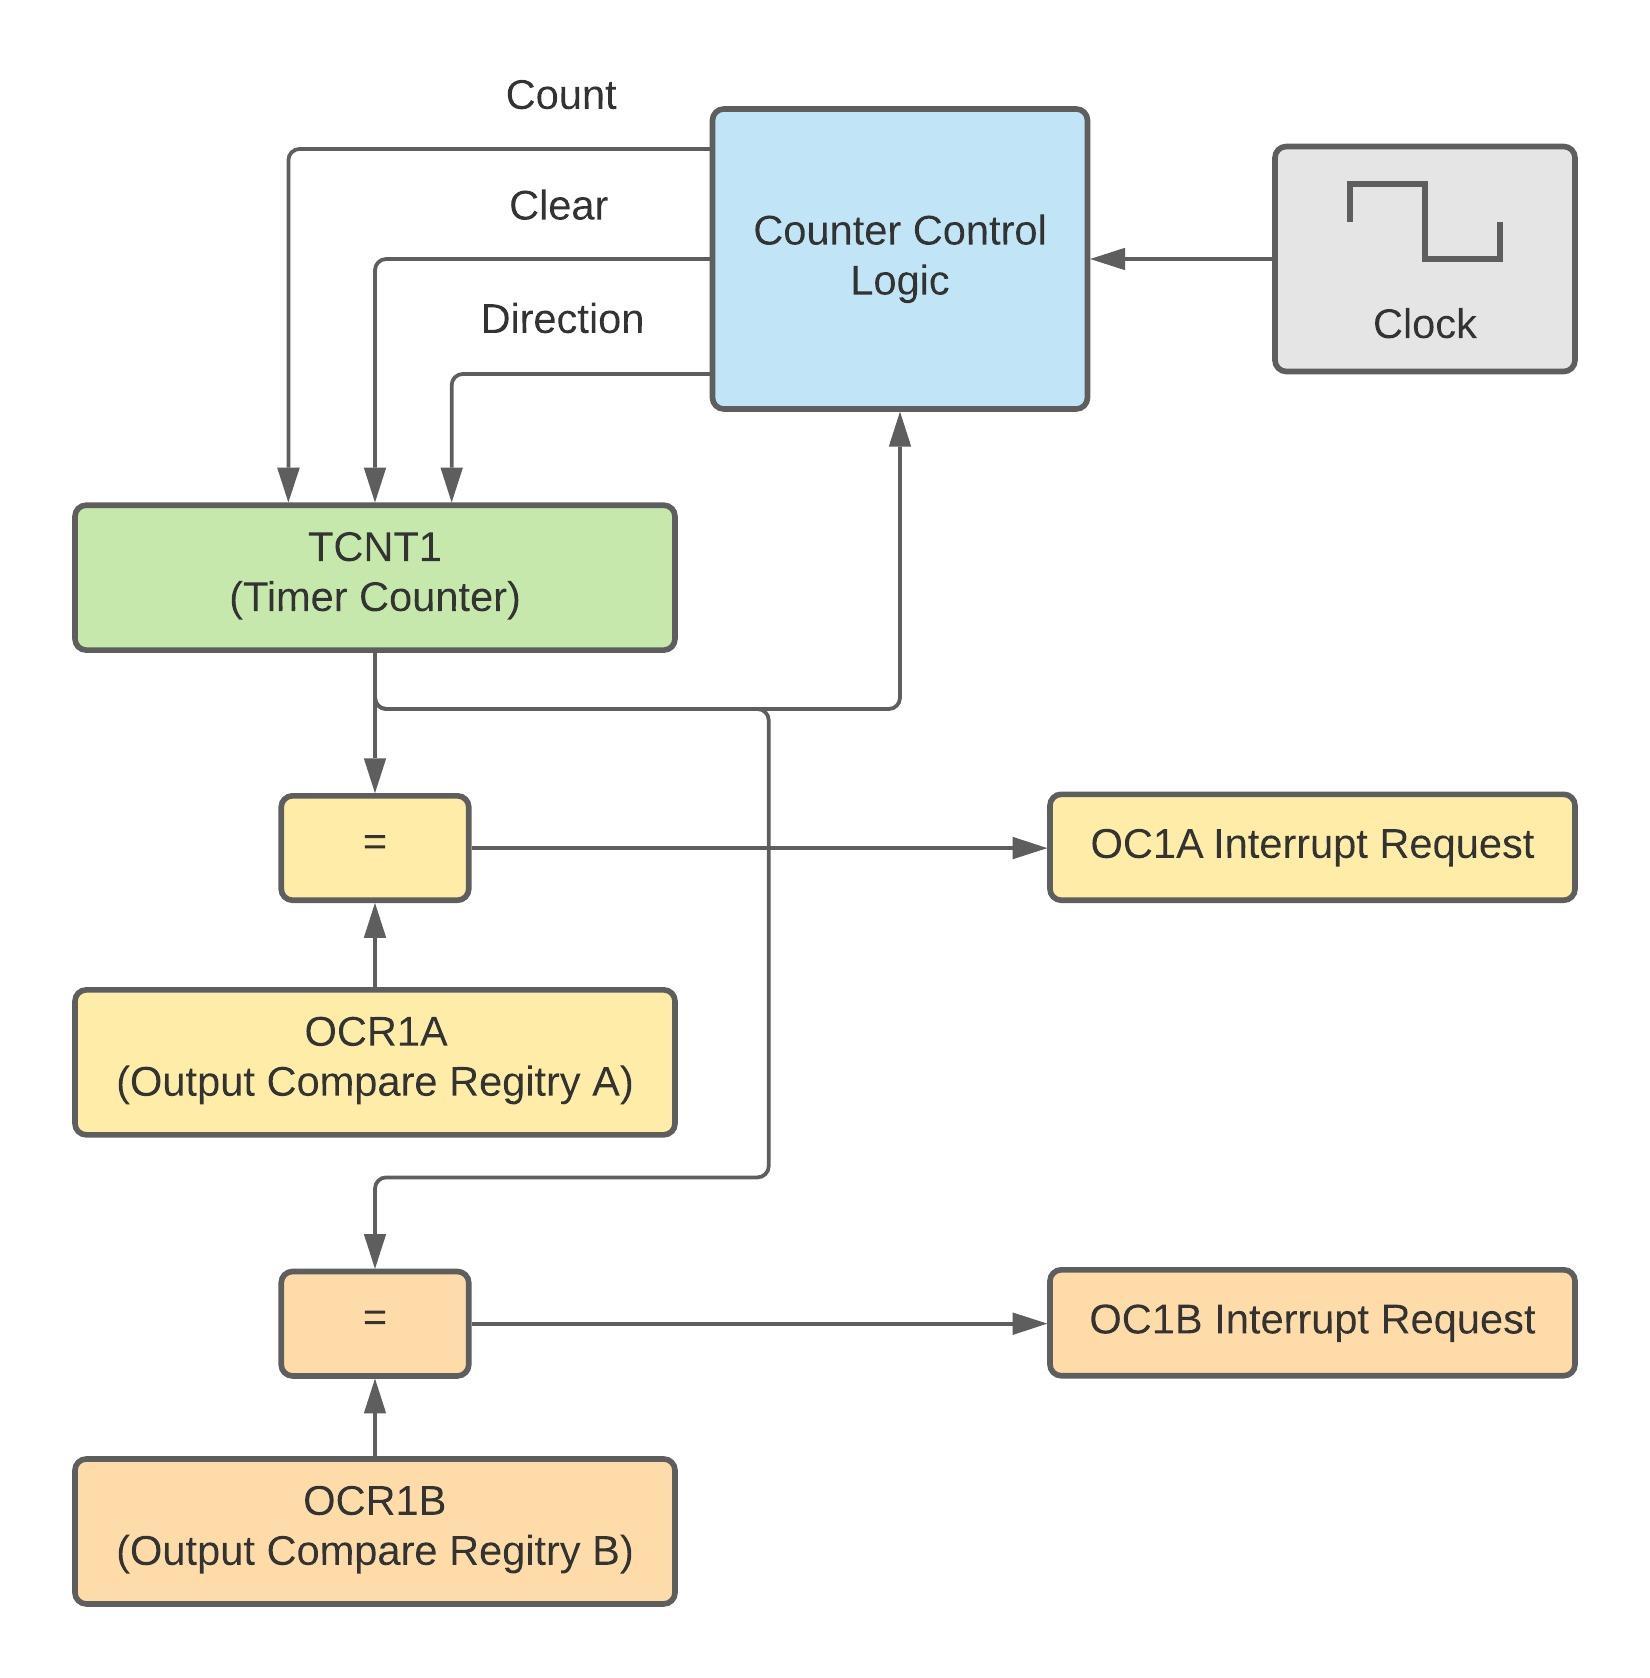 Count
Clear
Direction
Counter Control
Logic
Clock
TCNT1
(Timer Counter)
=
OC1A Interrupt Request
OCR1A
(Output Compare Regitry A)
=
OC1B Interrupt Request
OCR1B
(Output Compare Regitry B)